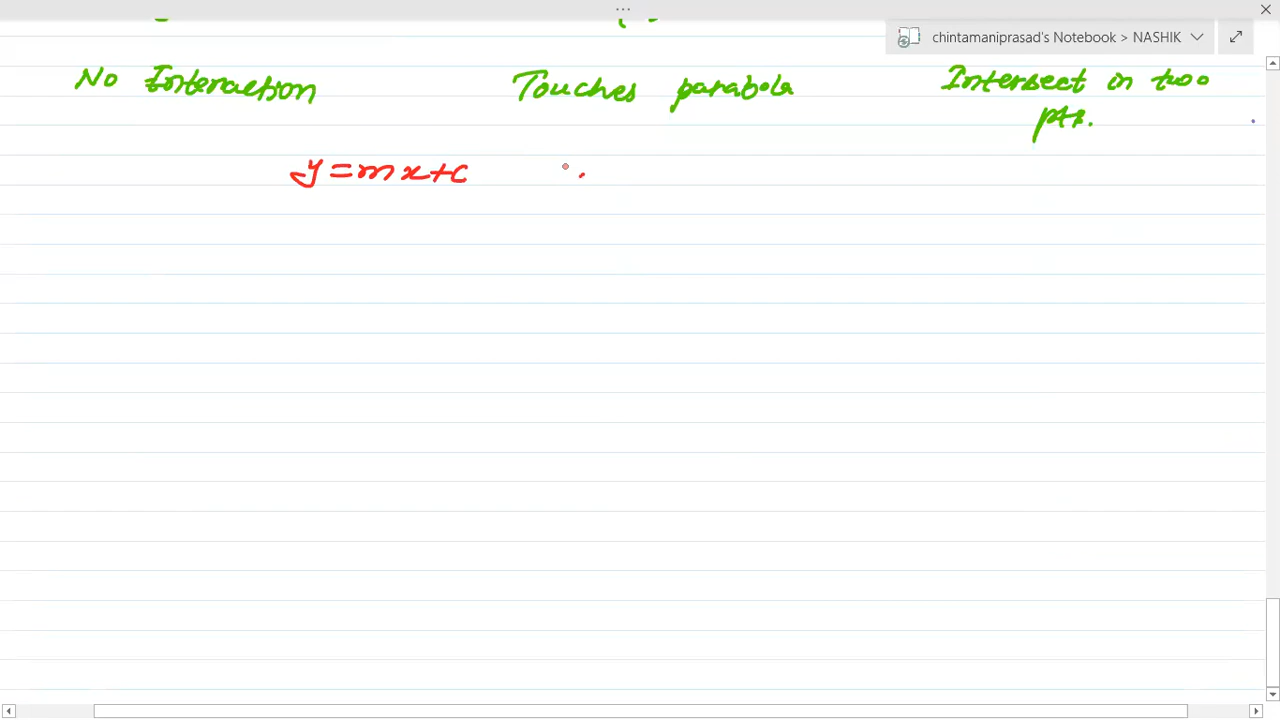 chintamaniprasad's Notebook > NASHIK
No Interaction Touches parabola Intersect in two
pts.
y=mx+c